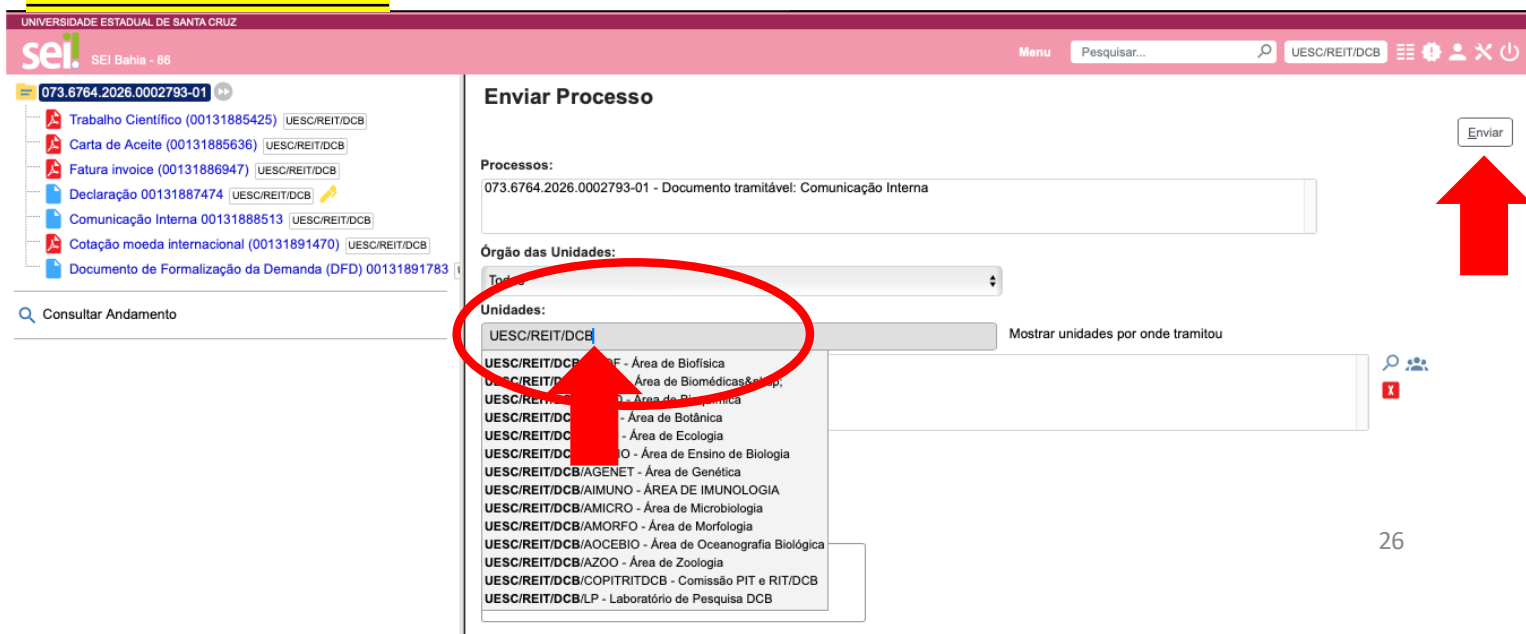 UNIVERSIDADE ESTADUAL DE SANTA CRUZ
sei! SEI Bahia - 86
Menu Pesquisar... UESC/REIT/DCB
073.6764.2026.0002793-01
Trabalho Científico (00131885425) UESC/REIT/DCB
Carta de Aceite (00131885636) UESC/REIT/DCB
Fatura invoice (00131886947) UESC/REIT/DCB
Declaração 00131887474 UESC/REIT/DCB
Comunicação Interna 00131888513 UESC/REIT/DCB
Cotação moeda internacional (00131891470) UESC/REIT/DCB
Documento de Formalização da Demanda (DFD) 00131891783
Consultar Andamento
Enviar Processo
Enviar
Processos:
073.6764.2026.0002793-01 - Documento tramitável: Comunicação Interna
Órgão das Unidades:
Unidades:
UESC/REIT/DCB
Mostrar unidades por onde tramitou
UESC/REIT/DCB - Área de Biofísica
Área de Biomédicas&nbsp;
- Área de Bioquímica
UESC/REIT/DC - Área de Botânica
UESC/REIT/DC - Área de Ecologia
UESC/REIT/DC - Área de Ensino de Biologia
UESC/REIT/DCB/AGENET - Área de Genética
UESC/REIT/DCB/AIMUNO - ÁREA DE IMUNOLOGIA
UESC/REIT/DCB/AMICRO - Área de Microbiologia
UESC/REIT/DCB/AMORFO - Área de Morfologia
UESC/REIT/DCB/AOCEBIO - Área de Oceanografia Biológica
UESC/REIT/DCB/AZOO - Área de Zoologia
UESC/REIT/DCB/COPITRITDCB - Comissão PIT e RIT/DCB
UESC/REIT/DCB/LP - Laboratório de Pesquisa DCB
26